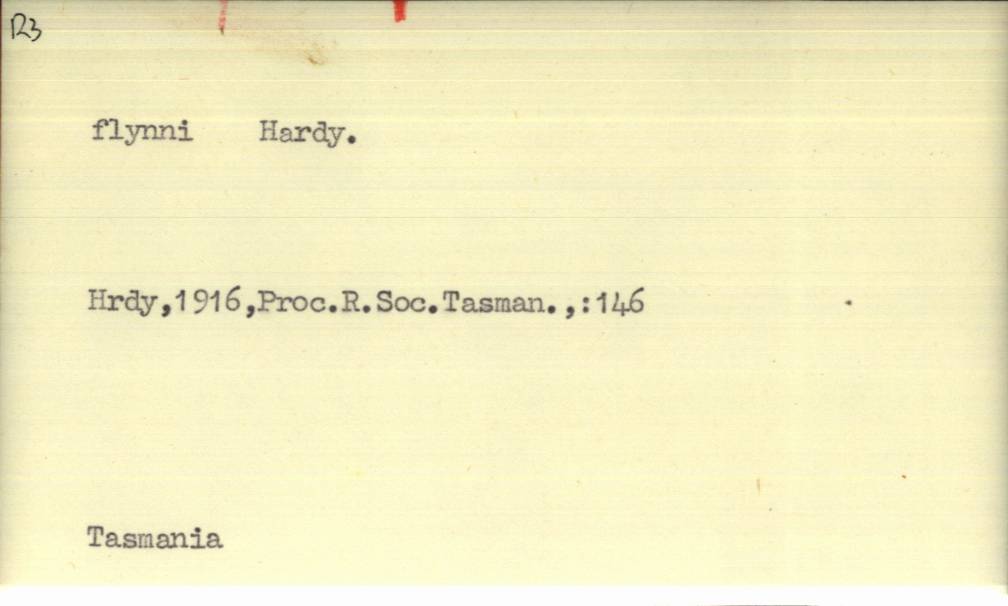 R3
flynni Hardy.
Hrdy,1916,Proc.R.Soc.Tasman.,:146
Tasmania